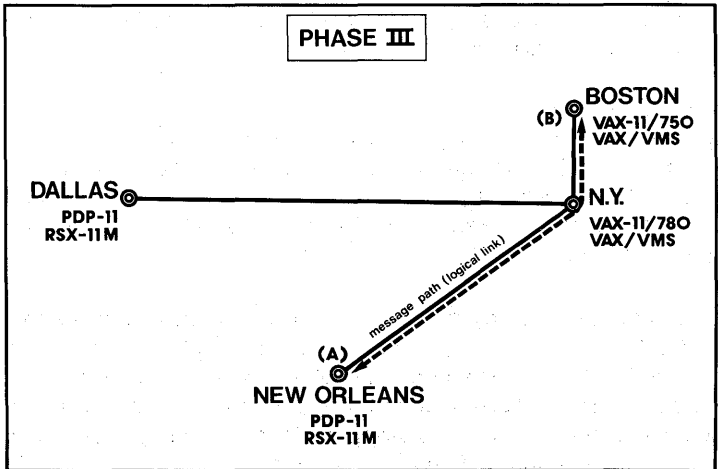 PHASE III
BOSTON
(B)
VAX-11/750
VAX/VMS
DALLAS
PDP-11
RSX-11M
N.Y.
VAX-11/780
VAX/VMS
message path (logical link)
(A)
NEW ORLEANS
PDP-11
RSX-11M